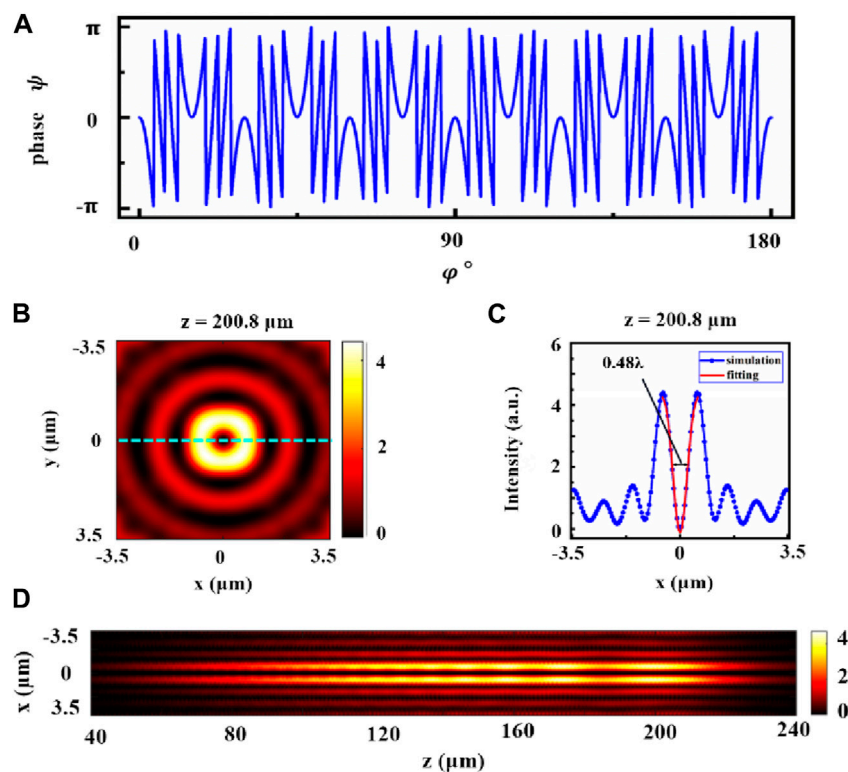 A
phase ψ
π
0
-π
0
90
180
φ °
B
z = 200.8 μm
y (μm)
-3.5
0
3.5
-3.5
0
3.5
x (μm)
4
2
0
C
z = 200.8 μm
Intensity (a.u.)
6
4
2
0
0.48λ
simulation
fitting
-3.5
0
3.5
x (μm)
D
x (μm)
-3.5
0
3.5
40
80
120
160
200
240
z (μm)
4
2
0